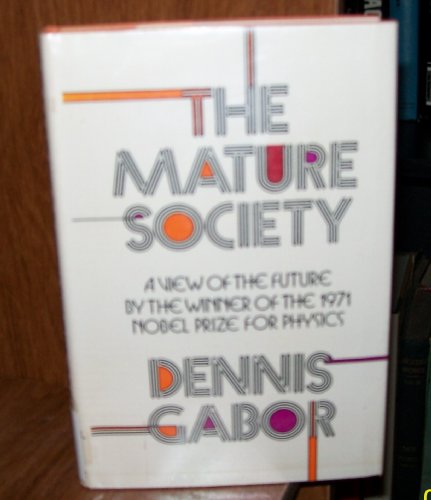 THE
MATURE
SOCIETY
A VIEW OF THE FUTURE
BY THE WINNER OF THE 1971
NOBEL PRIZE FOR PHYSICS
DENNIS
GABOR